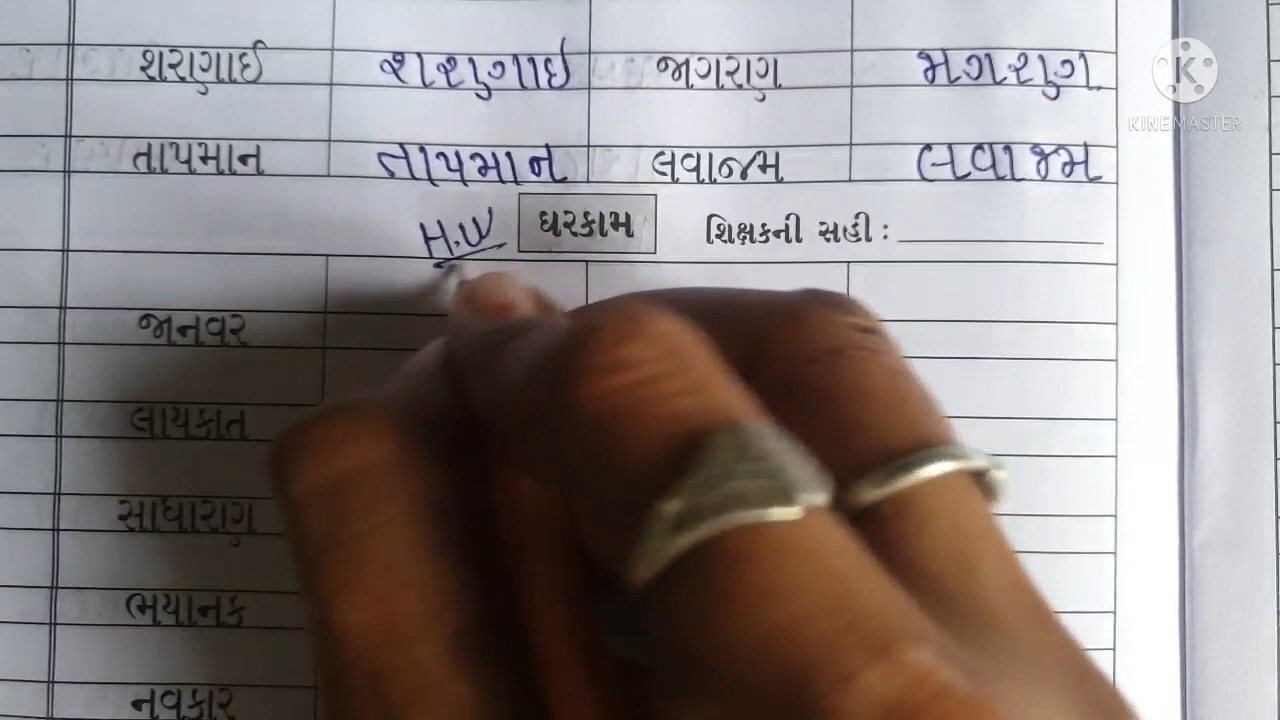 શરણાઈ શરણાઇ જાગરણ મગરણ
KINEMASTER
તાપમાન તાપમાન લવાજમ લવાજમ
H.W ઘરકામ શિક્ષકની સહી :
જાનવર
લાયકાત
સાધારણ
ભયાનક
નવકાર